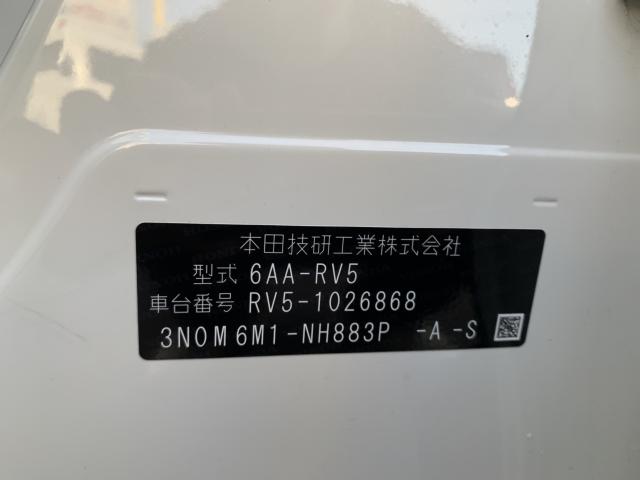 本田技研工業株式会社
型式 6AA-RV5
車台番号 RV5-1026868
3N0M6M1-NH883P -A -S